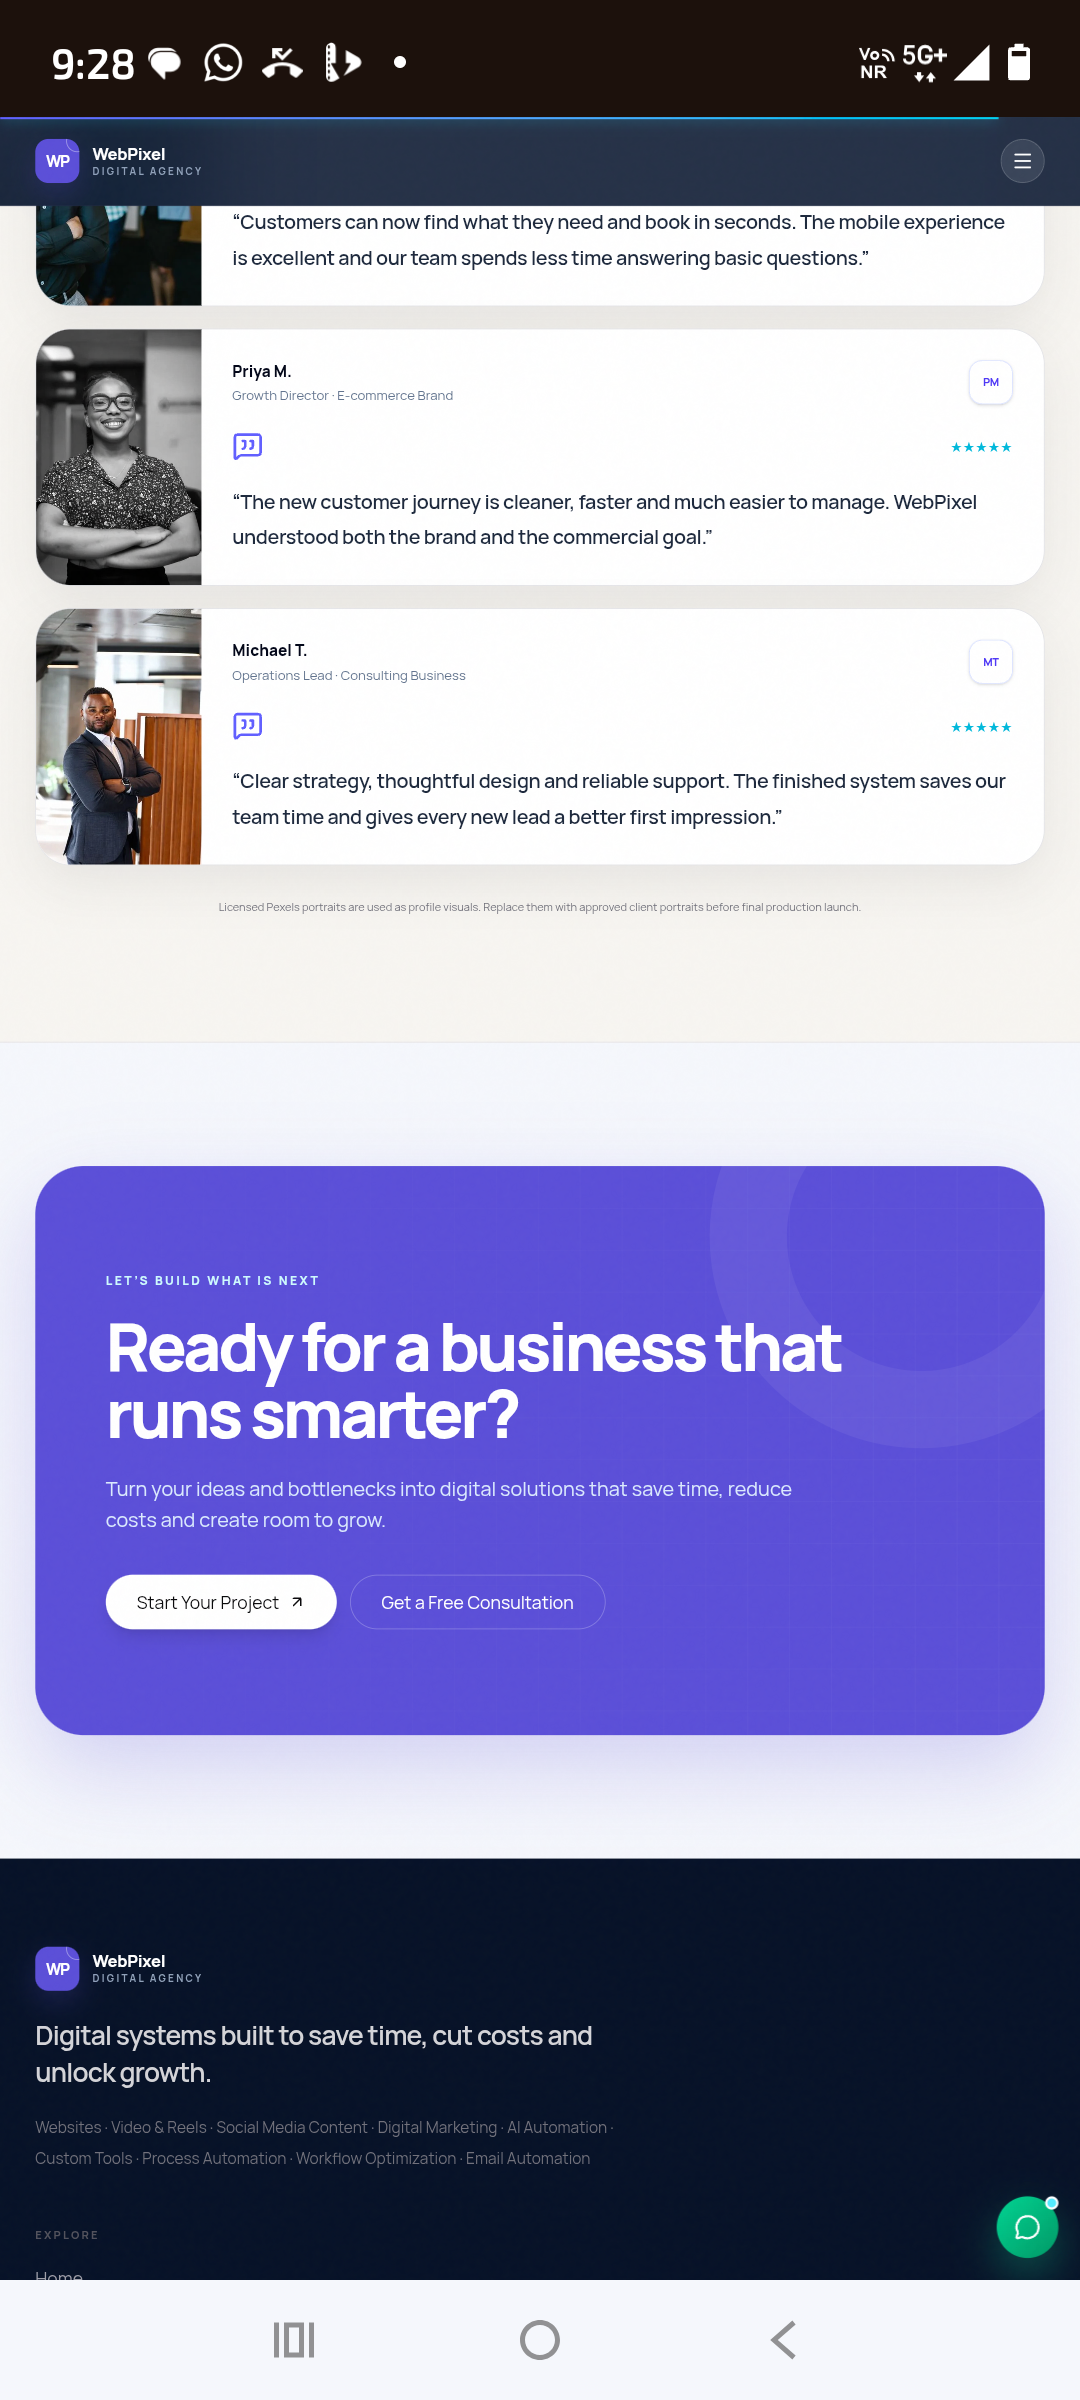 9:28
Vo
NR
5G+
WP
WebPixel
DIGITAL AGENCY
“Customers can now find what they need and book in seconds. The mobile experience
is excellent and our team spends less time answering basic questions.”
Priya M.
Growth Director · E-commerce Brand
PM
★★★★★
“The new customer journey is cleaner, faster and much easier to manage. WebPixel
understood both the brand and the commercial goal.”
Michael T.
Operations Lead · Consulting Business
MT
★★★★★
“Clear strategy, thoughtful design and reliable support. The finished system saves our
team time and gives every new lead a better first impression.”
Licensed Pexels portraits are used as profile visuals. Replace them with approved client portraits before final production launch.
LET’S BUILD WHAT IS NEXT
Ready for a business that
runs smarter?
Turn your ideas and bottlenecks into digital solutions that save time, reduce
costs and create room to grow.
Start Your Project
Get a Free Consultation
WP
WebPixel
DIGITAL AGENCY
Digital systems built to save time, cut costs and
unlock growth.
Websites · Video & Reels · Social Media Content · Digital Marketing · AI Automation ·
Custom Tools · Process Automation · Workflow Optimization · Email Automation
EXPLORE
Home